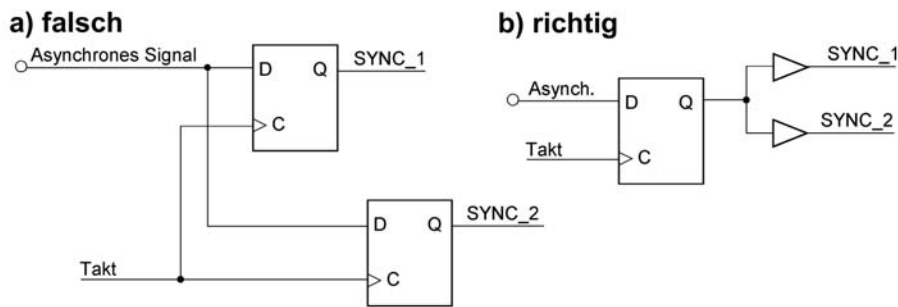 a) falsch
Asynchrones Signal
D
Q
SYNC_1
C
D
Q
SYNC_2
Takt
C
b) richtig
SYNC_1
Asynch.
D
Q
SYNC_2
Takt
C